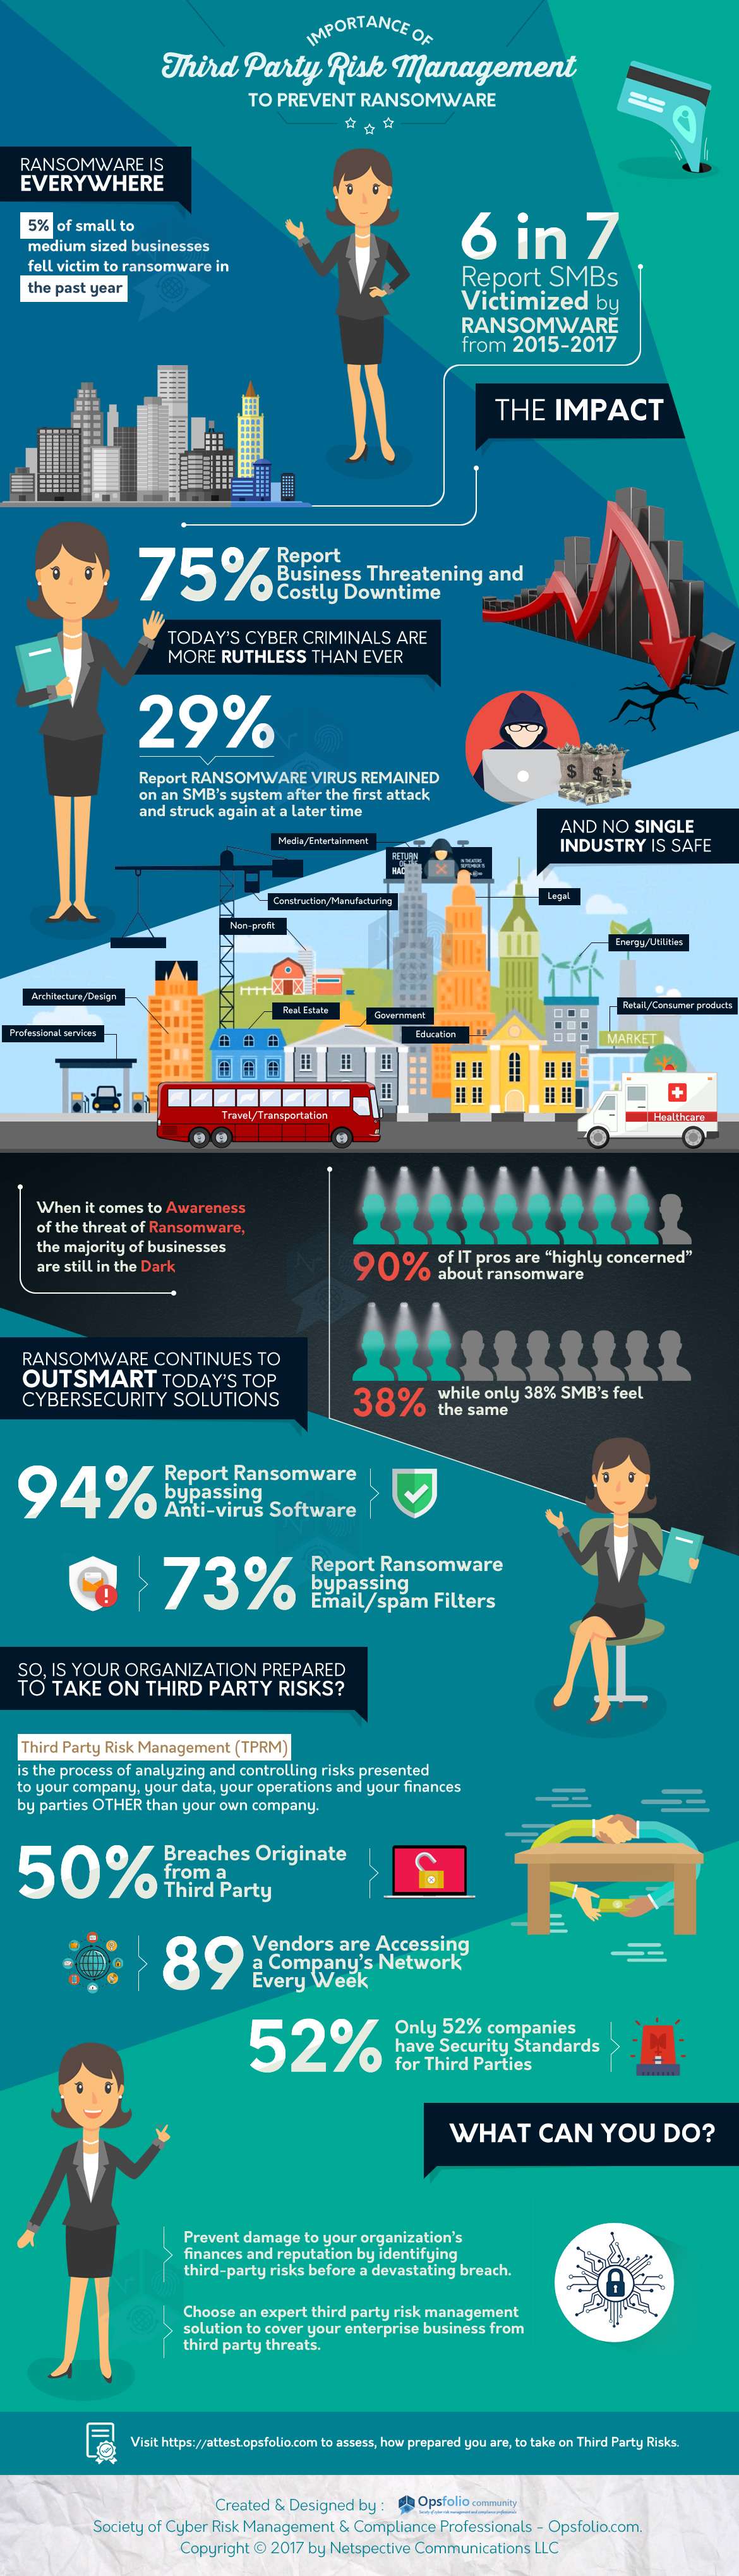 IMPORTANCE OF
Third Party Risk Management
TO PREVENT RANSOMWARE
RANSOMWARE IS
EVERYWHERE
5% of small to
medium sized businesses
fell victim to ransomware in
the past year
6 in 7
Report SMBs
Victimized by
RANSOMWARE
from 2015-2017
THE IMPACT
75% Report
Business Threatening and
Costly Downtime
TODAY'S CYBER CRIMINALS ARE
MORE RUTHLESS THAN EVER
29%
Report RANSOMWARE VIRUS REMAINED
on an SMB's system after the first attack
and struck again at a later time
$ $ $
AND NO SINGLE
INDUSTRY IS SAFE
Media/Entertainment
RETURN
OF THE
HAC
IN THEATERS
SEPTEMBER 15
Construction/Manufacturing
Legal
Non-profit
Energy/Utilities
Architecture/Design
Real Estate
Government
Retail/Consumer products
Professional services
Education
MARKET
Travel/Transportation
Healthcare
When it comes to Awareness
of the threat of Ransomware,
the majority of businesses
are still in the Dark
90% of IT pros are “highly concerned”
about ransomware
38% while only 38% SMB's feel
the same
RANSOMWARE CONTINUES TO
OUTSMART TODAY'S TOP
CYBERSECURITY SOLUTIONS
94% Report Ransomware
bypassing
Anti-virus Software
73% Report Ransomware
bypassing
Email/spam Filters
SO, IS YOUR ORGANIZATION PREPARED
TO TAKE ON THIRD PARTY RISKS?
Third Party Risk Management (TPRM)
is the process of analyzing and controlling risks presented
to your company, your data, your operations and your finances
by parties OTHER than your own company.
50% Breaches Originate
from a
Third Party
89 Vendors are Accessing
a Company's Network
Every Week
52% Only 52% companies
have Security Standards
for Third Parties
WHAT CAN YOU DO?
Prevent damage to your organization's
finances and reputation by identifying
third-party risks before a devastating breach.
Choose an expert third party risk management
solution to cover your enterprise business from
third party threats.
Visit https://attest.opsfolio.com to assess, how prepared you are, to take on Third Party Risks.
Created & Designed by : Opsfolio community
Society of cyber risk management and compliance professionals
Society of Cyber Risk Management & Compliance Professionals - Opsfolio.com.
Copyright © 2017 by Netspective Communications LLC